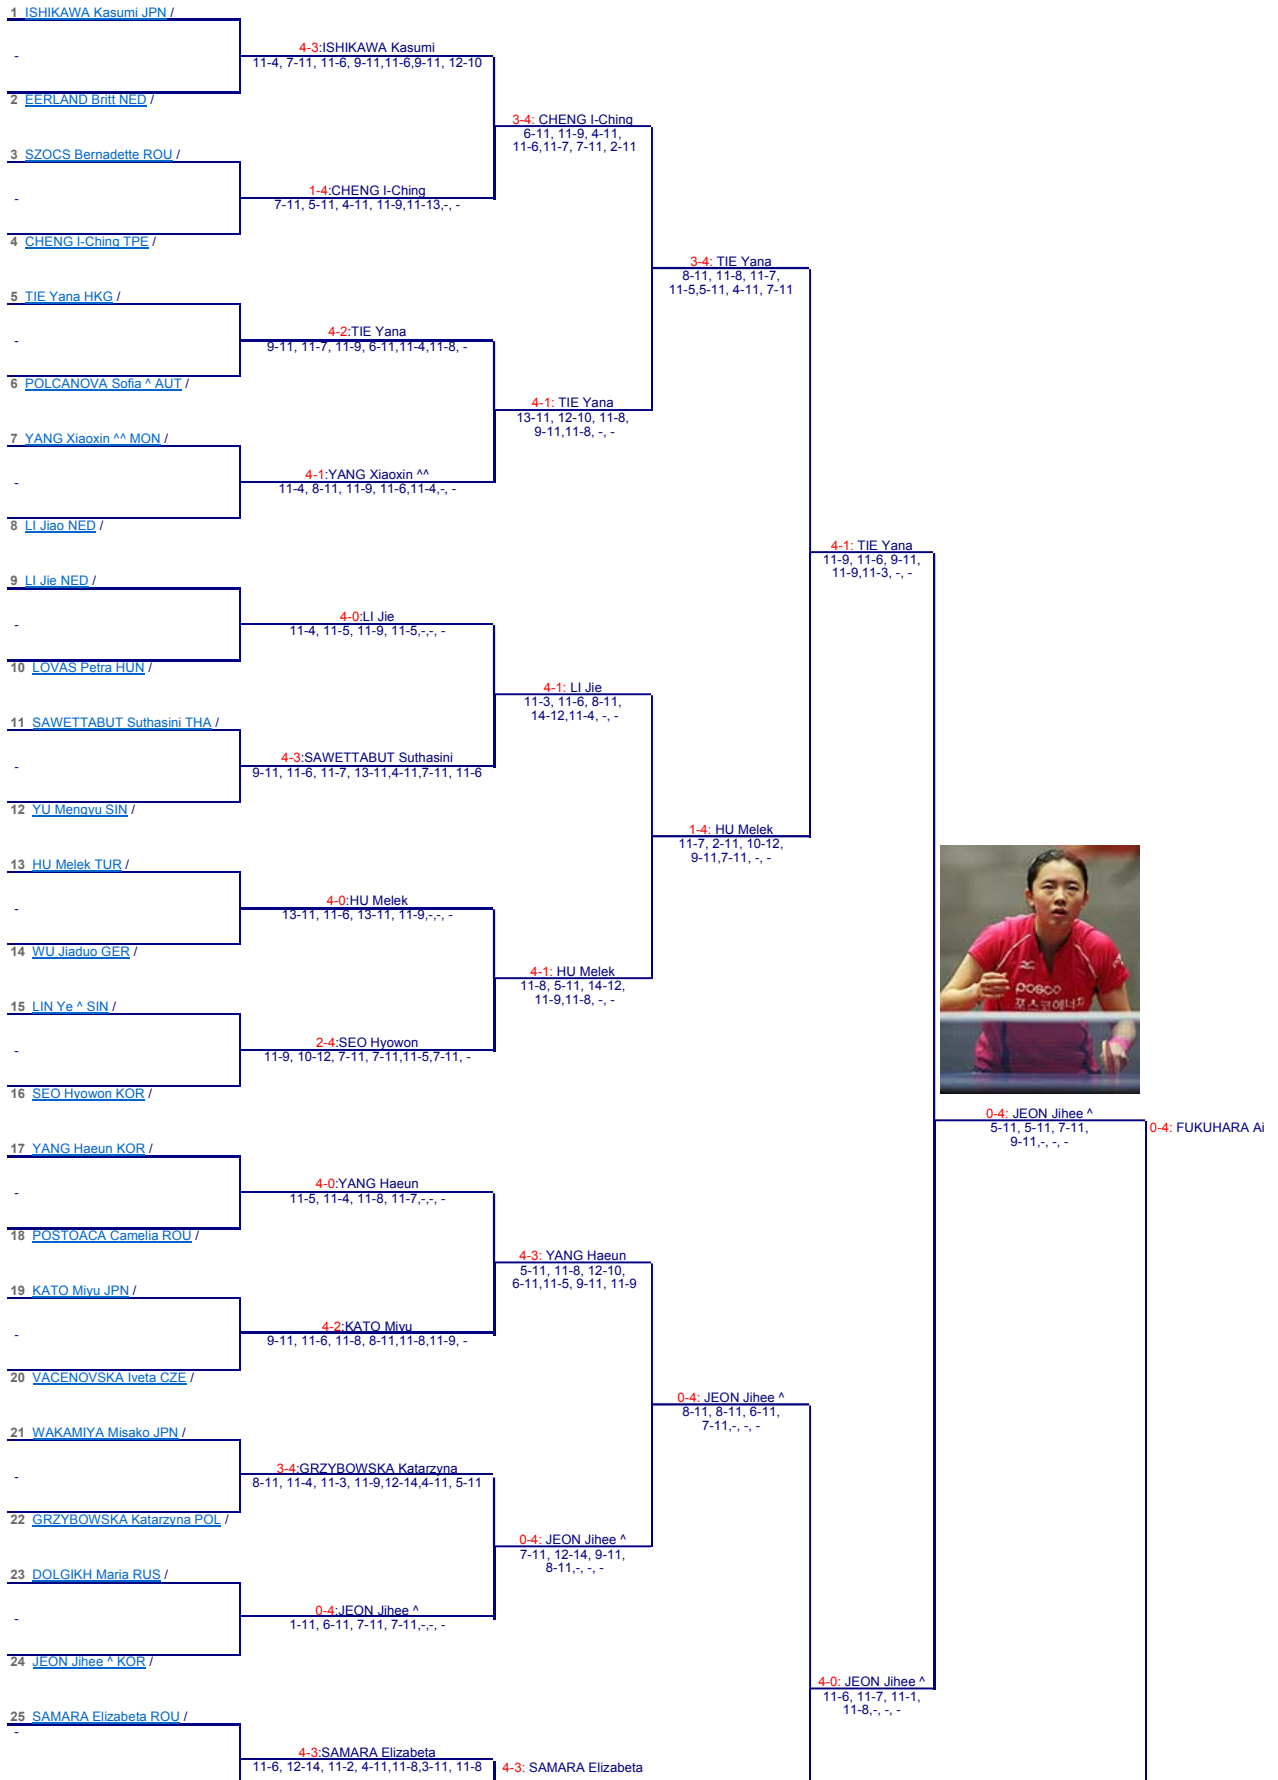 1 ISHIKAWA Kasumi JPN /
-
4-3:ISHIKAWA Kasumi
11-4, 7-11, 11-6, 9-11,11-6,9-11, 12-10
2 EERLAND Britt NED /
3-4: CHENG I-Ching
6-11, 11-9, 4-11,
11-6,11-7, 7-11, 2-11
3 SZOCS Bernadette ROU /
-
1-4:CHENG I-Ching
7-11, 5-11, 4-11, 11-9,11-13,-, -
4 CHENG I-Ching TPE /
3-4: TIE Yana
8-11, 11-8, 11-7,
11-5,5-11, 4-11, 7-11
5 TIE Yana HKG /
-
4-2:TIE Yana
9-11, 11-7, 11-9, 6-11,11-4,11-8, -
6 POLCANOVA Sofia ^ AUT /
4-1: TIE Yana
13-11, 12-10, 11-8,
9-11,11-8, -, -
7 YANG Xiaoxin ^^ MON /
-
4-1:YANG Xiaoxin ^^
11-4, 8-11, 11-9, 11-6,11-4,-, -
8 LI Jiao NED /
4-1: TIE Yana
11-9, 11-6, 9-11,
11-9,11-3, -, -
9 LI Jie NED /
-
4-0:LI Jie
11-4, 11-5, 11-9, 11-5,-,-, -
10 LOVAS Petra HUN /
4-1: LI Jie
11-3, 11-6, 8-11,
14-12,11-4, -, -
11 SAWETTABUT Suthasini THA /
-
4-3:SAWETTABUT Suthasini
9-11, 11-6, 11-7, 13-11,4-11,7-11, 11-6
12 YU Mengyu SIN /
1-4: HU Melek
11-7, 2-11, 10-12,
9-11,7-11, -, -
13 HU Melek TUR /
-
4-0:HU Melek
13-11, 11-6, 13-11, 11-9,-,-, -
14 WU Jiaduo GER /
4-1: HU Melek
11-8, 5-11, 14-12,
11-9,11-8, -, -
15 LIN Ye ^ SIN /
-
2-4:SEO Hyowon
11-9, 10-12, 7-11, 7-11,11-5,7-11, -
16 SEO Hyowon KOR /
posco
포스코에너지
0-4: JEON Jihee ^
5-11, 5-11, 7-11,
9-11,-, -, -
0-4: FUKUHARA Ai
17 YANG Haeun KOR /
-
4-0:YANG Haeun
11-5, 11-4, 11-8, 11-7,-,-, -
18 POSTOACA Camelia ROU /
4-3: YANG Haeun
5-11, 11-8, 12-10,
6-11,11-5, 9-11, 11-9
19 KATO Miyu JPN /
-
4-2:KATO Miyu
9-11, 11-6, 11-8, 8-11,11-8,11-9, -
20 VACENOVSKA Iveta CZE /
0-4: JEON Jihee ^
8-11, 8-11, 6-11,
7-11,-, -, -
21 WAKAMIYA Misako JPN /
-
3-4:GRZYBOWSKA Katarzyna
8-11, 11-4, 11-3, 11-9,12-14,4-11, 5-11
22 GRZYBOWSKA Katarzyna POL /
0-4: JEON Jihee ^
7-11, 12-14, 9-11,
8-11,-, -, -
23 DOLGIKH Maria RUS /
-
0-4:JEON Jihee ^
1-11, 6-11, 7-11, 7-11,-,-, -
24 JEON Jihee ^ KOR /
4-0: JEON Jihee ^
11-6, 11-7, 11-1,
11-8,-, -, -
25 SAMARA Elizabeta ROU /
-
4-3:SAMARA Elizabeta
11-6, 12-14, 11-2, 4-11,11-8,3-11, 11-8
4-3: SAMARA Elizabeta